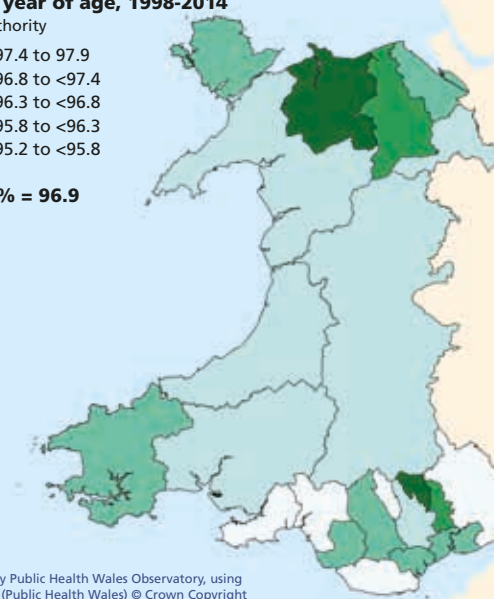 year of age, 1998-2014
thority
97.4 to 97.9
96.8 to <97.4
96.3 to <96.8
95.8 to <96.3
95.2 to <95.8
% = 96.9
y Public Health Wales Observatory, using
(Public Health Wales) © Crown Copyright